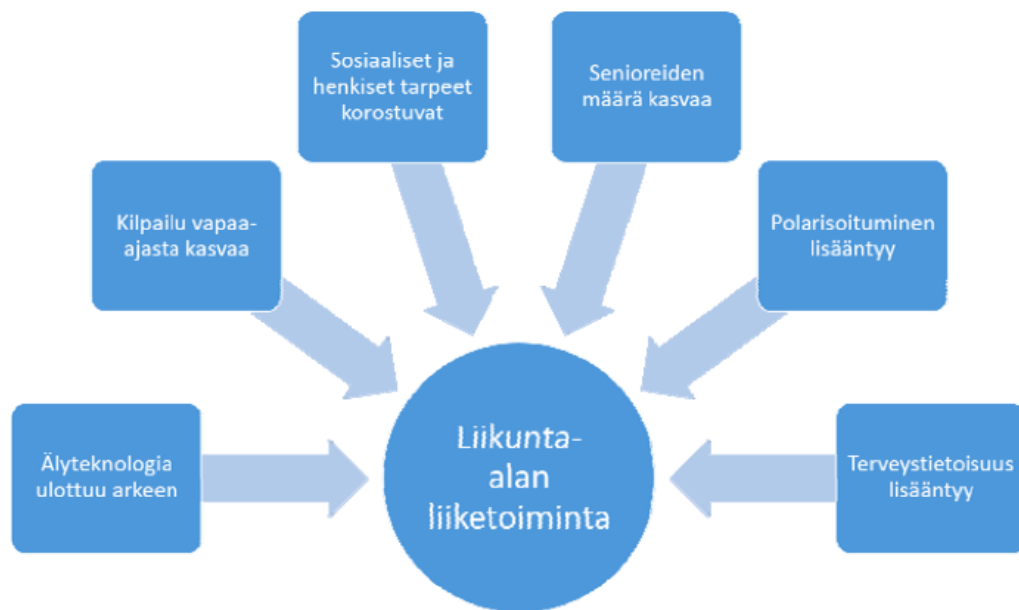 Sosiaaliset ja
henkiset tarpeet
korostuvat
Senioreiden
määrä kasvaa
Kilpailu vapaa-
ajasta kasvaa
Polarisoituminen
lisääntyy
Älyteknologia
ulottuu arkeen
Liikunta-
alan
liiketoiminta
Terveystietoisuus
lisääntyy